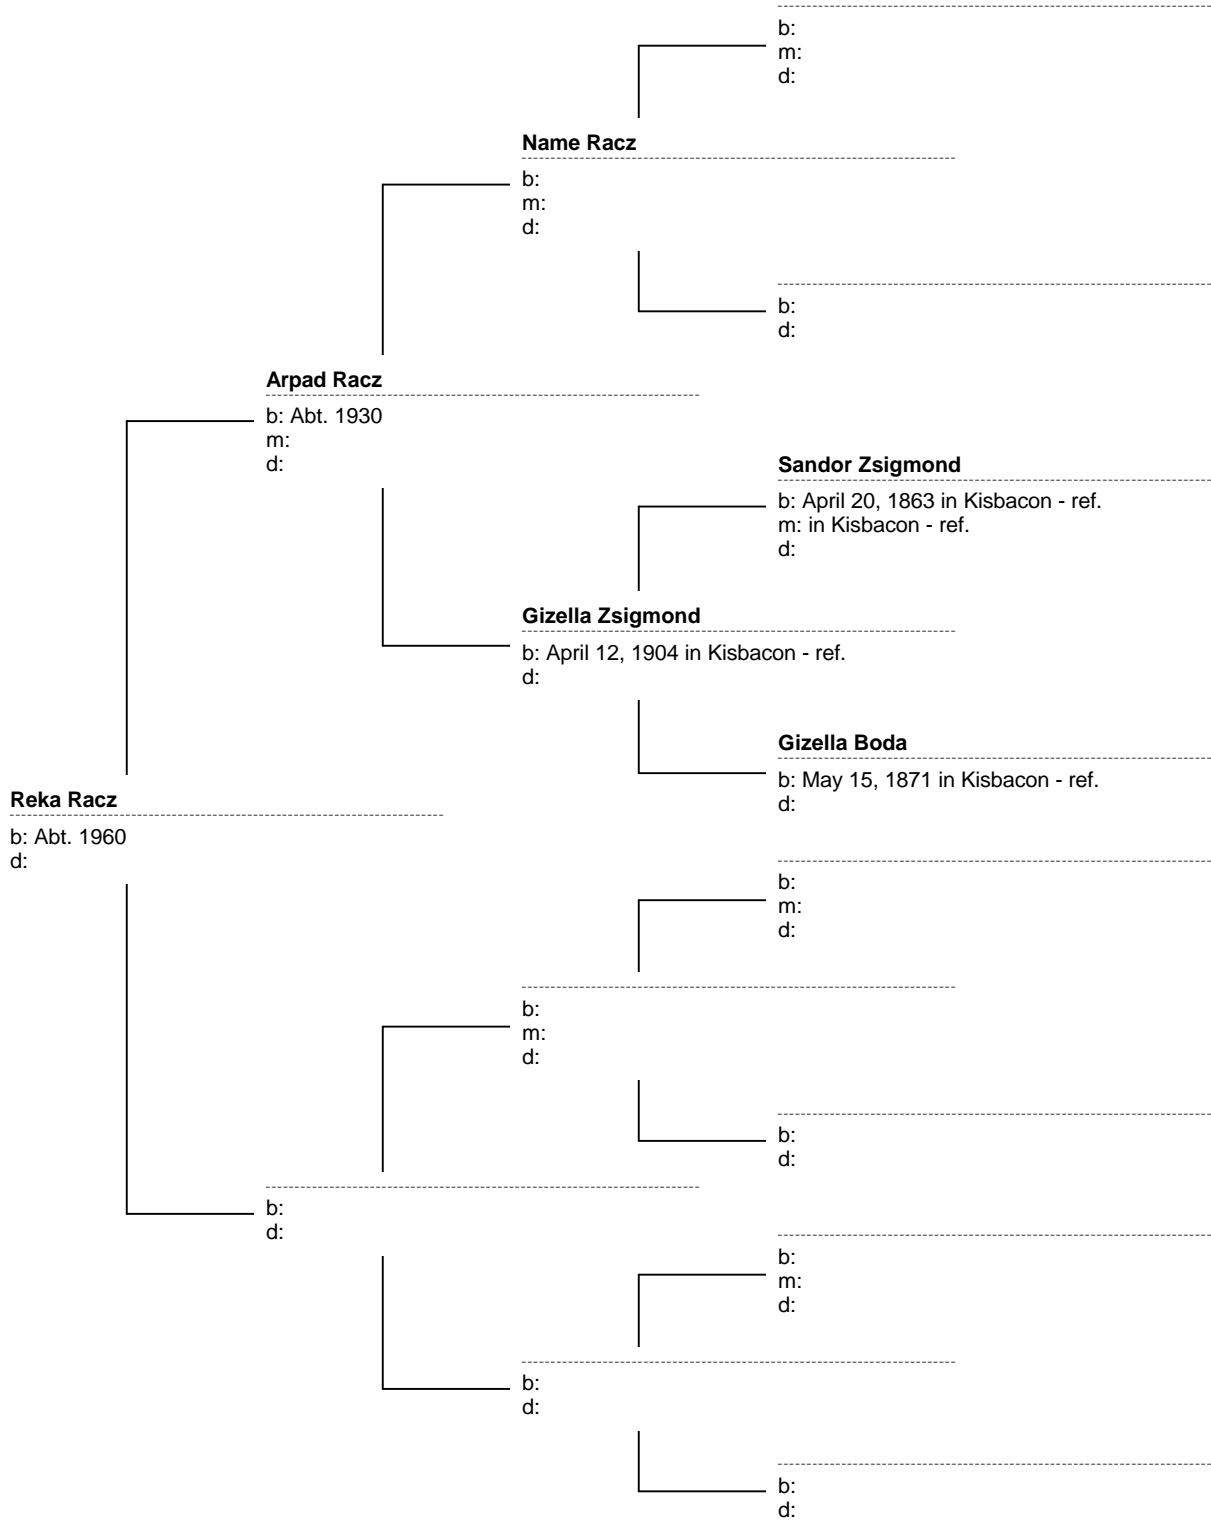 b:
m:
d:
Name Racz
b:
m:
d:
b:
d:
Arpad Racz
b: Abt. 1930
m:
d:
Sandor Zsigmond
b: April 20, 1863 in Kisbacon - ref.
m: in Kisbacon - ref.
d:
Gizella Zsigmond
b: April 12, 1904 in Kisbacon - ref.
d:
Gizella Boda
b: May 15, 1871 in Kisbacon - ref.
d:
Reka Racz
b: Abt. 1960
d:
b:
m:
d:
b:
m:
d:
b:
d:
b:
d:
b:
m:
d:
b:
d:
b:
d: